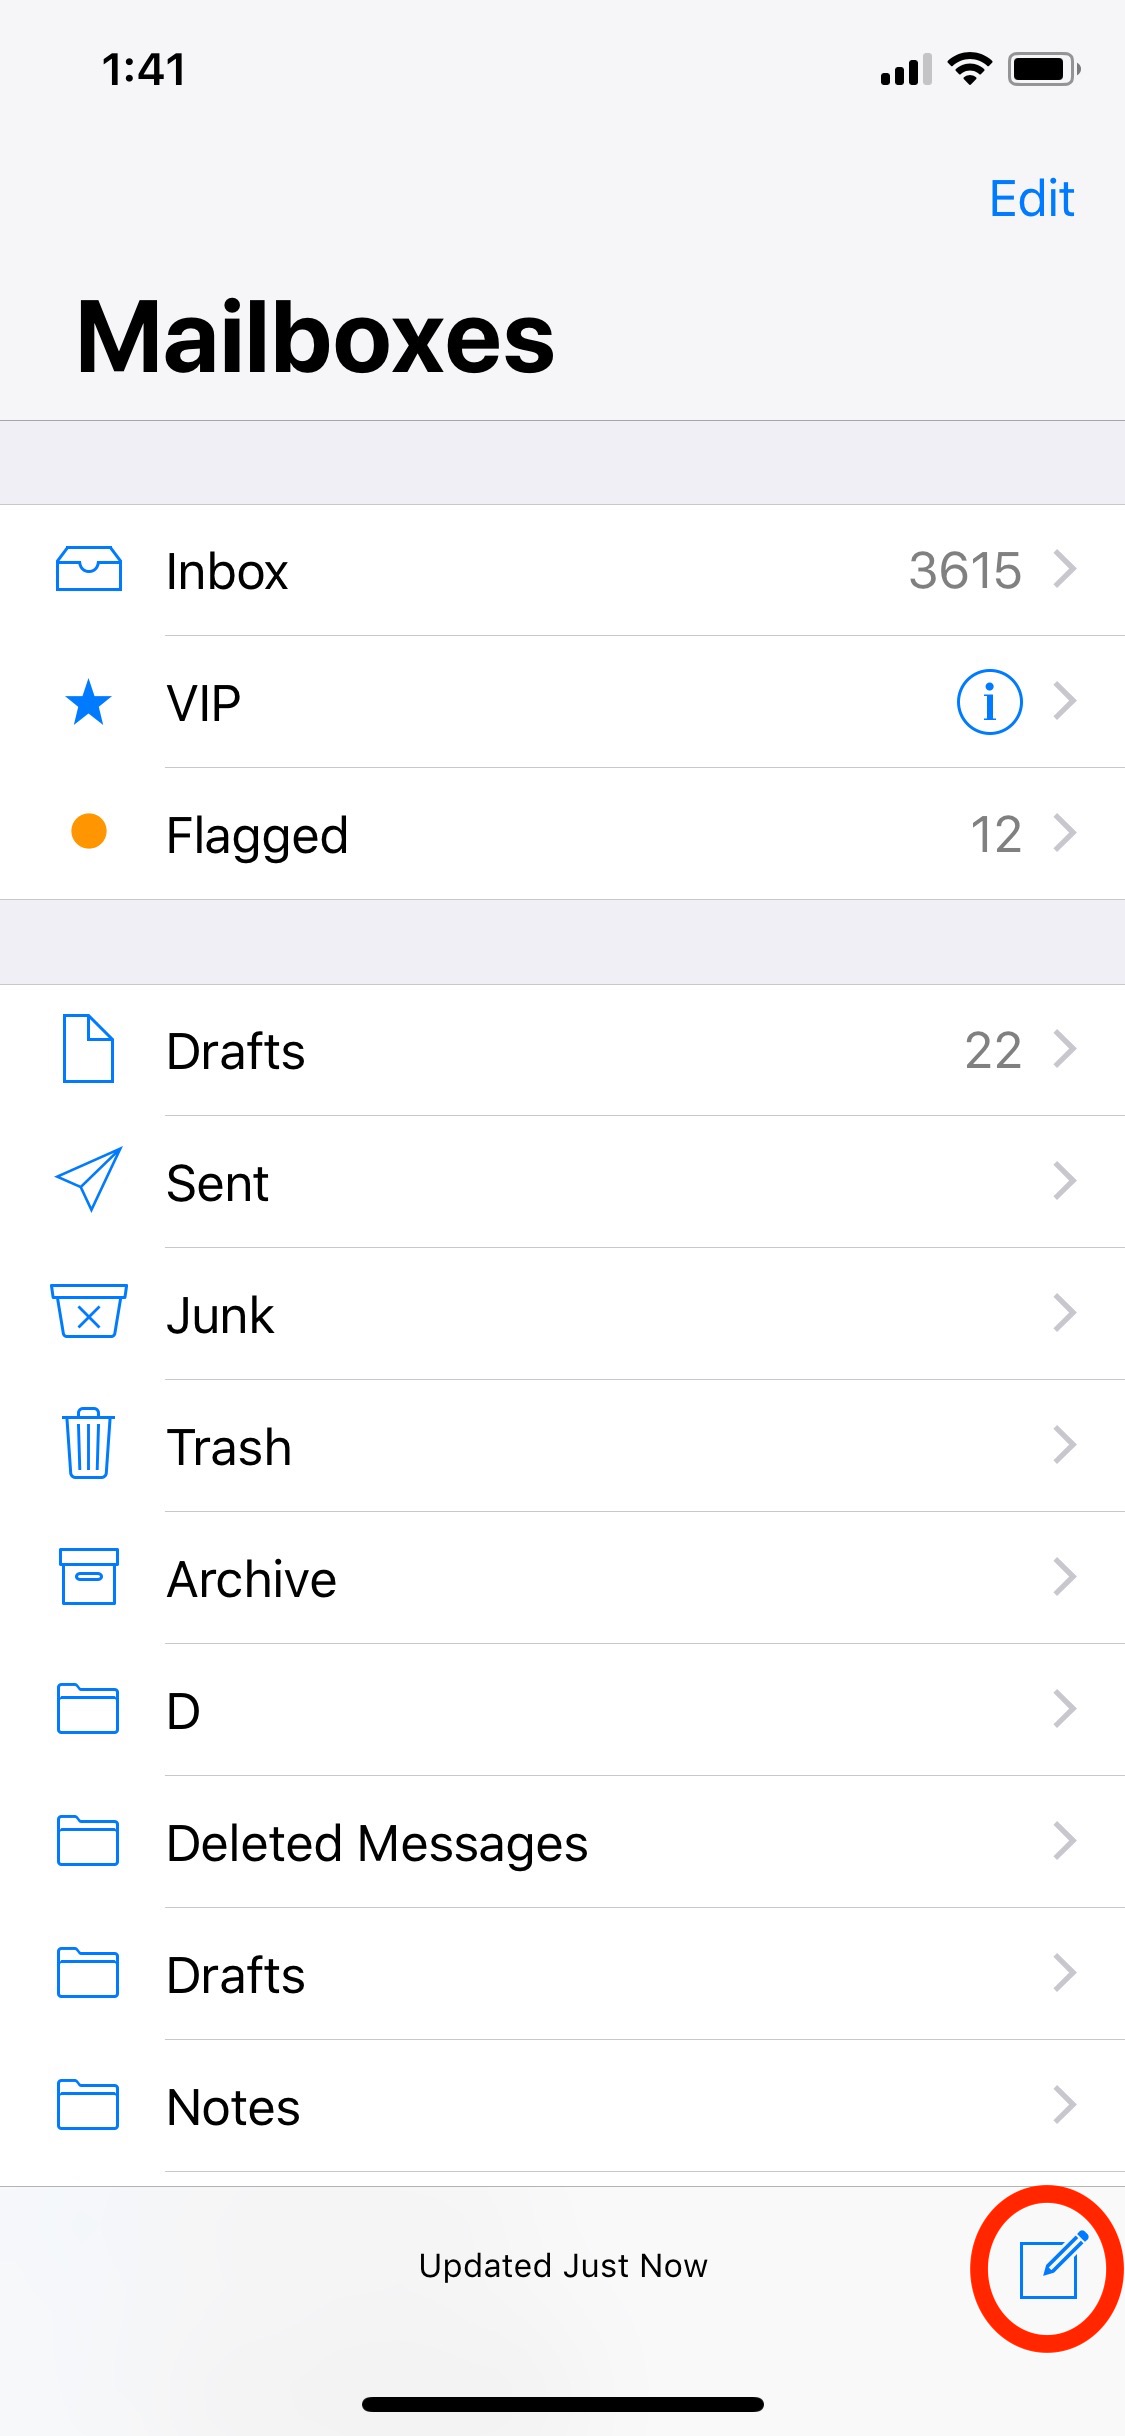 1:41
Edit
Mailboxes
Inbox 3615
VIP i
Flagged 12
Drafts 22
Sent
Junk
Trash
Archive
D
Deleted Messages
Drafts
Notes
Updated Just Now